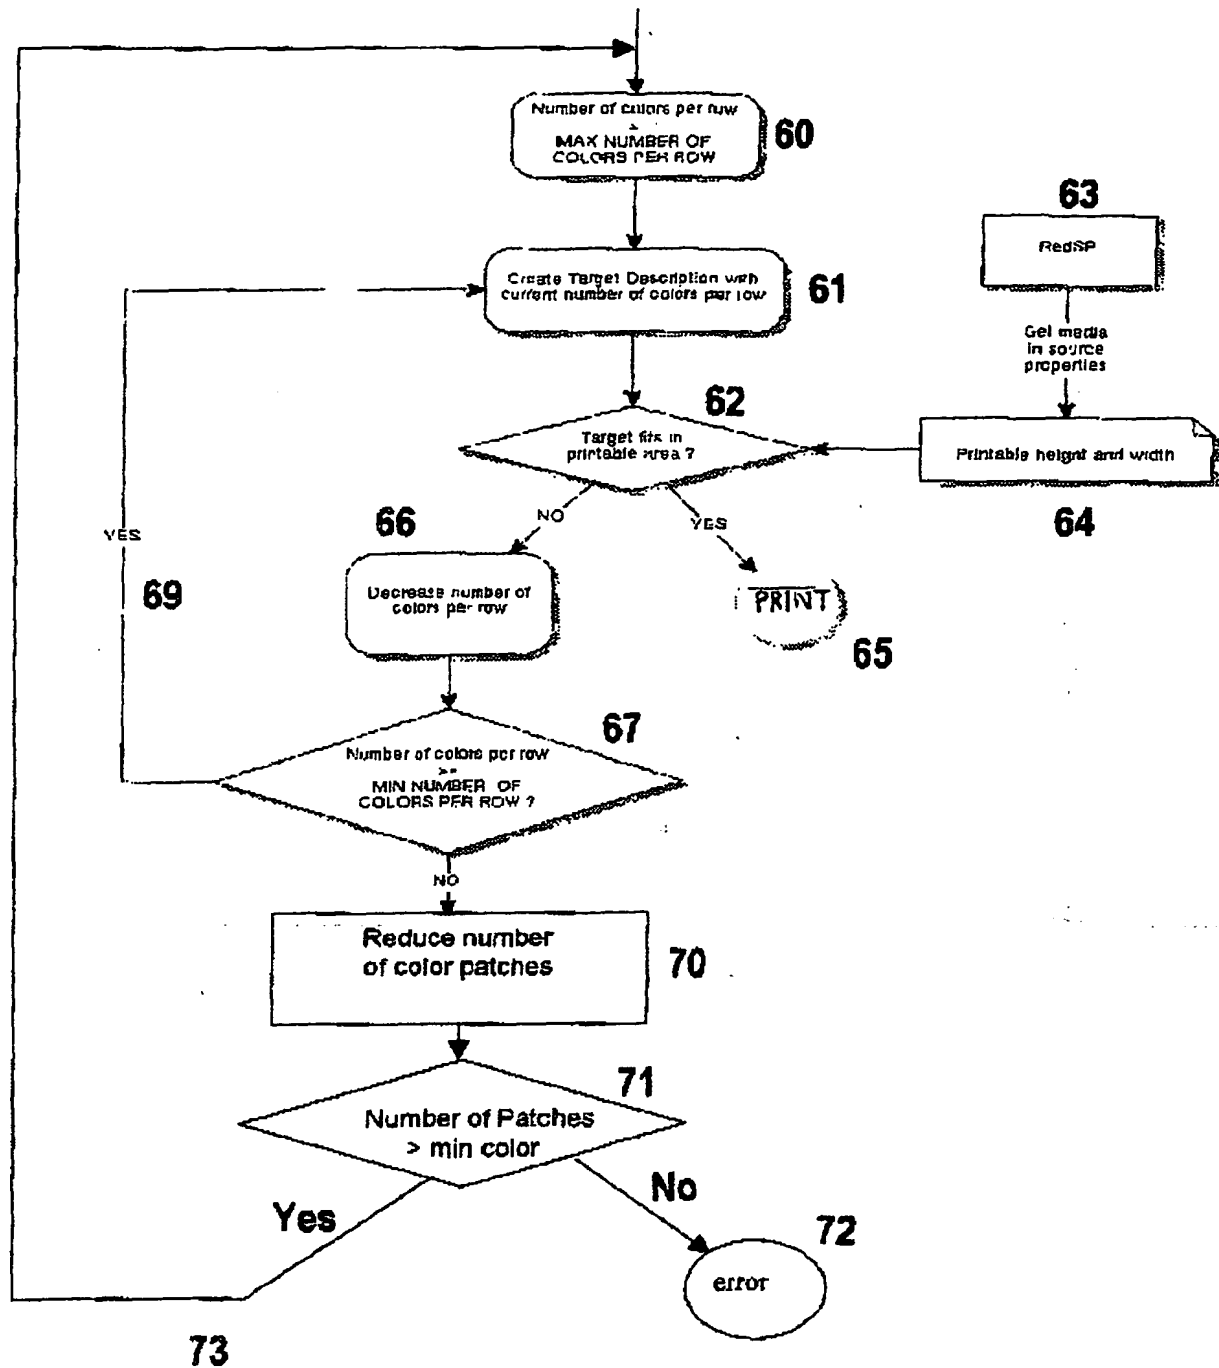 Number of colors per row
MAX NUMBER OF
COLORS PER ROW
60
63
RedSP
Create Target Description with
current number of colors per row
61
Get media
in source
properties
62
Target fits in
printable area ?
Printable height and width
64
NO
YES
66
YES
Decrease number of
colors per row
69
PRINT
65
67
Number of colors per row
>=
MIN NUMBER OF
COLORS PER ROW ?
NO
Reduce number
of color patches
70
71
Number of Patches
> min color
Yes
No
72
error
73